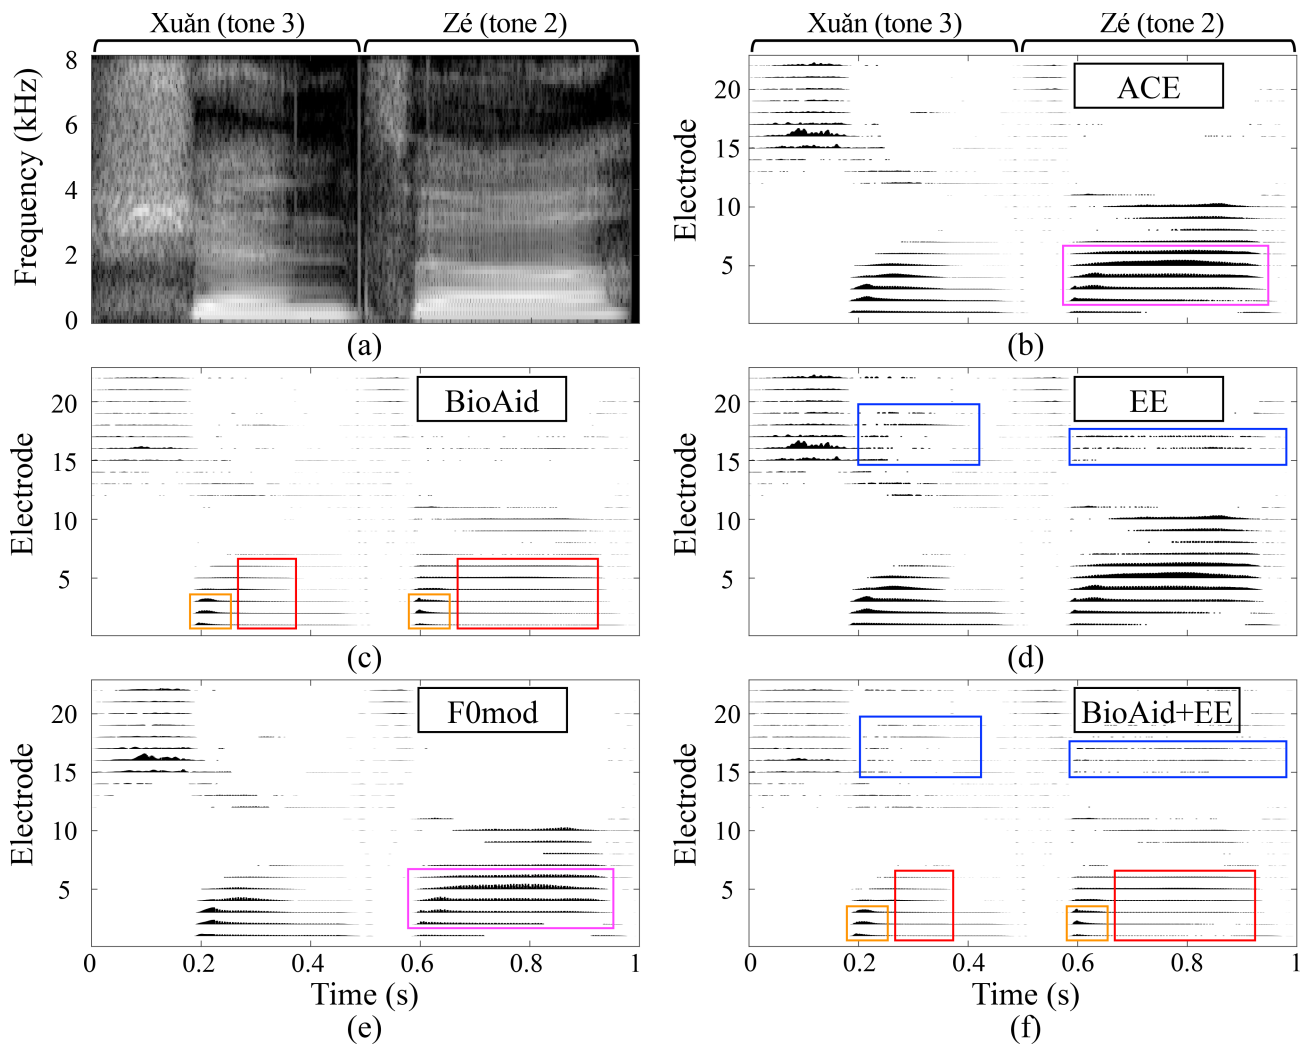 Xuǎn (tone 3) Zé (tone 2) Xuǎn (tone 3) Zé (tone 2)
Frequency (kHz)
8
6
4
2
0
(a)
Electrode
20
15
10
5
ACE
(b)
Electrode
20
15
10
5
BioAid
(c)
Electrode
20
15
10
5
EE
(d)
Electrode
20
15
10
5
F0mod
0 0.2 0.4 0.6 0.8 1
Time (s)
(e)
Electrode
20
15
10
5
BioAid+EE
0 0.2 0.4 0.6 0.8 1
Time (s)
(f)